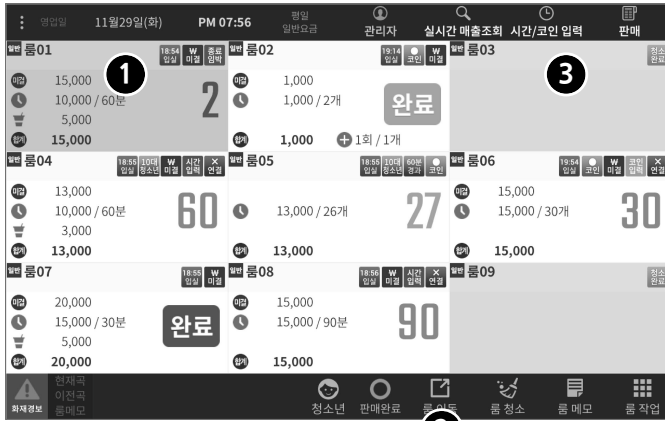 영업일 11월29일(화) PM 07:56 평일 일반요금 관리자 실시간 매출조회 시간/코인 입력 판매
일반 룸01 18:54 입실 ₩ 미결 종료 임박
미결 15,000
10,000 / 60분
5,000
합계 15,000
2
1
일반 룸02 19:14 입실 코인 ₩ 미결
미결 1,000
1,000 / 2개
합계 1,000 + 1회 / 1개
완료
일반 룸03 청소 완료
3
일반 룸04 18:55 입실 10대 청소년 ₩ 미결 시간 입력 × 연결
미결 13,000
10,000 / 60분
3,000
합계 13,000
60
일반 룸05 18:55 입실 10대 청소년 60분 경과 코인
13,000 / 26개
합계 13,000
27
일반 룸06 19:54 입실 코인 ₩ 미결 코인 입력 × 연결
미결 15,000
15,000 / 30개
합계 15,000
30
일반 룸07 18:55 입실 ₩ 미결
미결 20,000
15,000 / 30분
5,000
합계 20,000
완료
일반 룸08 18:56 입실 ₩ 미결 시간 입력 × 연결
미결 15,000
15,000 / 90분
합계 15,000
90
일반 룸09 청소 완료
화재경보
현재곡
이전곡
룸메모
청소년 판매완료 룸 이동 룸 청소 룸 메모 룸 작업